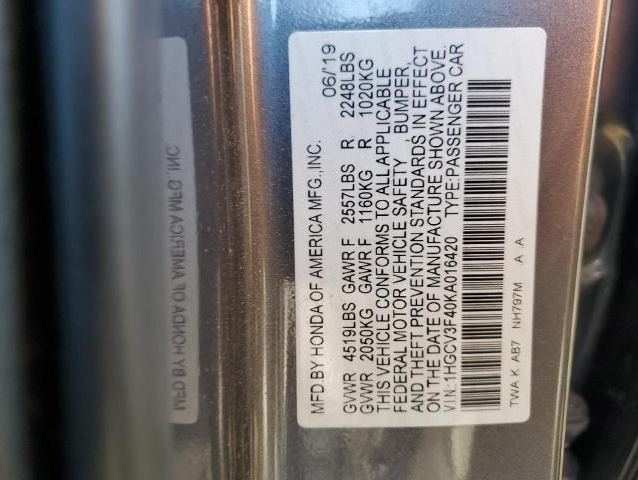 MFD.BY HONDA OF AMERICA MFG.,INC. 06/'19
GVWR 4519LBS GAWR F 2557LBS R 2248LBS
GVWR 2050KG GAWR F 1160KG R 1020KG
THIS VEHICLE CONFORMS TO ALL APPLICABLE
FEDERAL MOTOR VEHICLE SAFETY , BUMPER,
AND THEFT PREVENTION STANDARDS IN EFFECT
ON THE DATE OF MANUFACTURE SHOWN ABOVE.
V.I.N.:1HGCV3F40KA016420 TYPE:PASSENGER CAR
TWA K AB7 NH797M A A
MFD.BY HONDA OF AMERICA MFG.,INC.